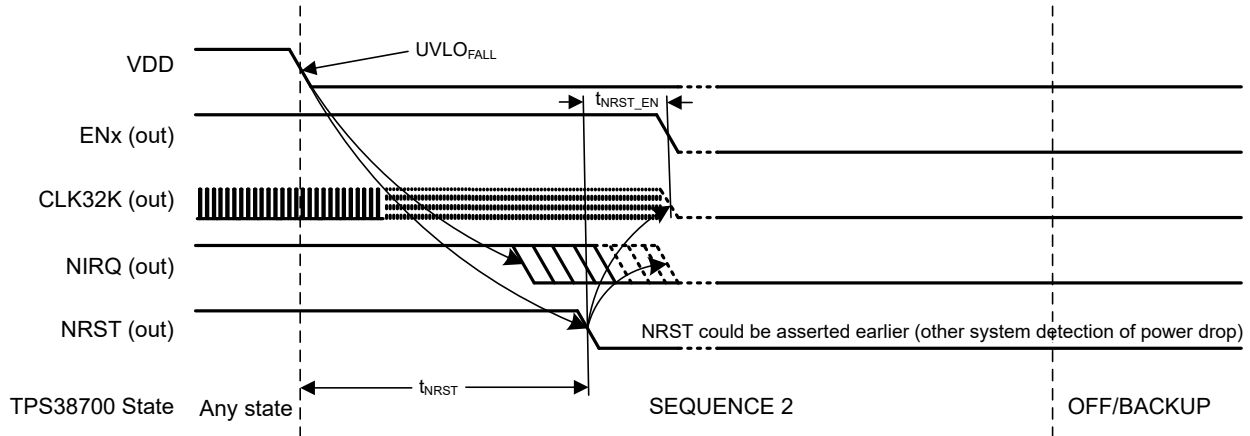 VDD
UVLOFALL
tNRST_EN
ENx (out)
CLK32K (out)
NIRQ (out)
NRST (out)
NRST could be asserted earlier (other system detection of power drop)
tNRST
TPS38700 State
Any state
SEQUENCE 2
OFF/BACKUP